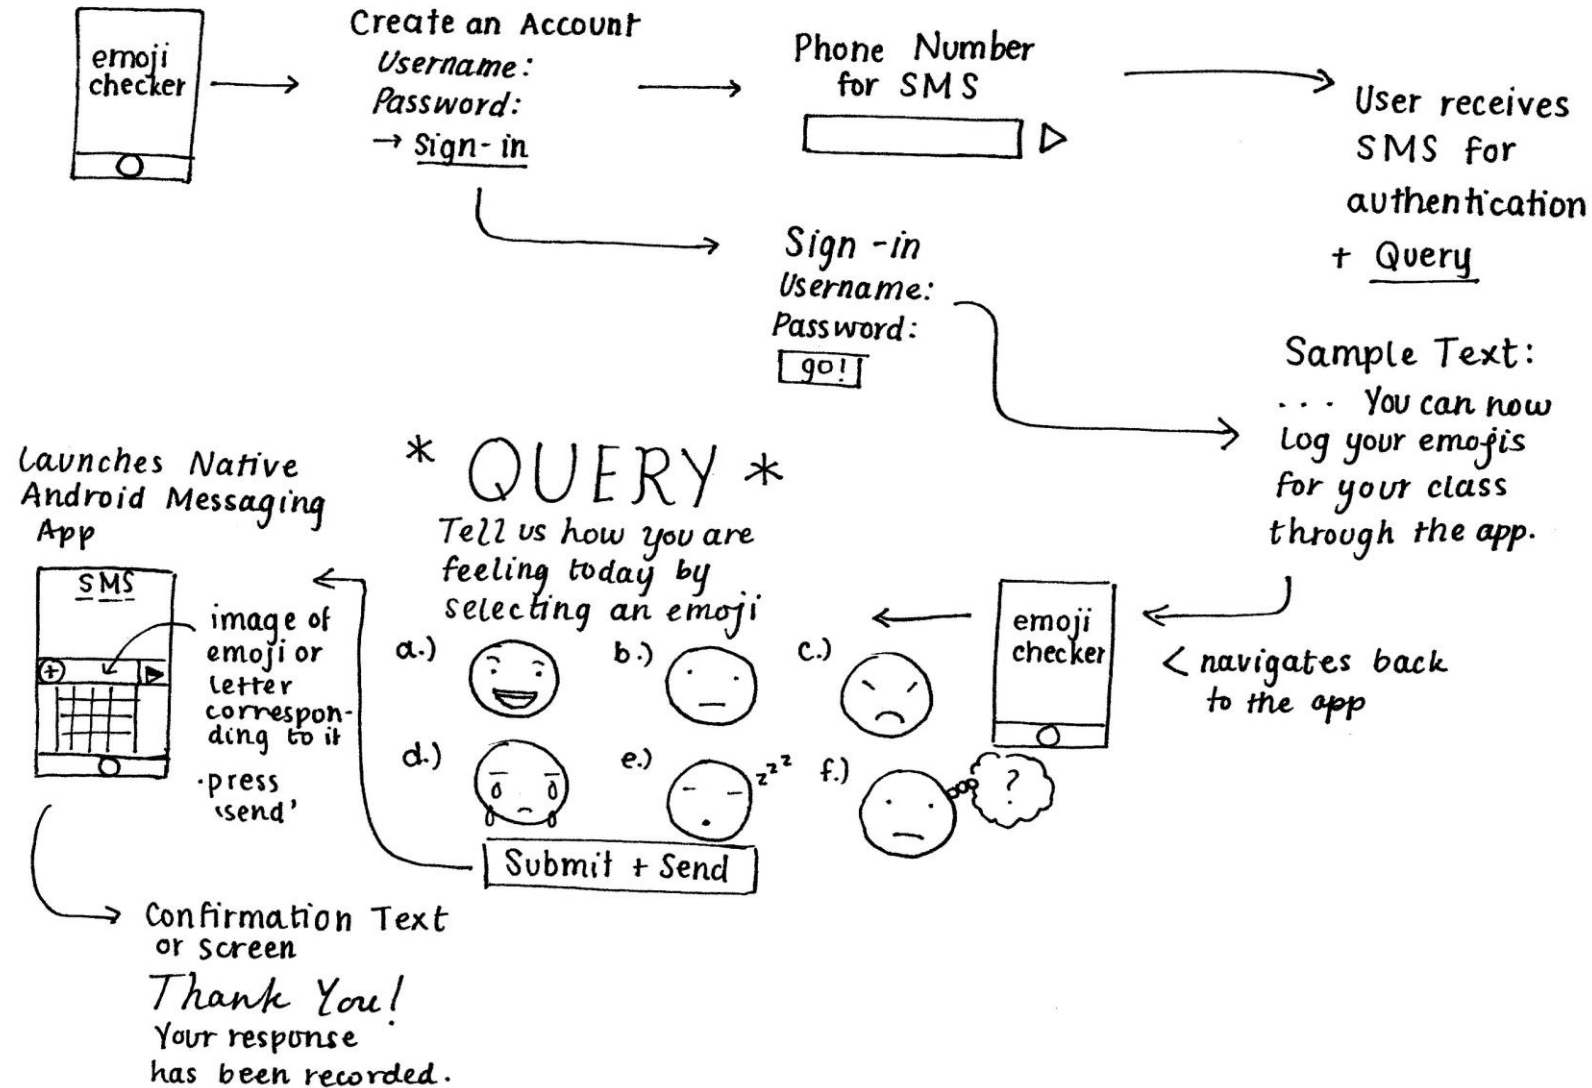 emoji
checker
Create an Account
Username:
Password:
→ Sign-in
Phone Number
for SMS
User receives
SMS for
authentication
+ Query
Sign-in
Username:
Password:
go!
Sample Text:
... You can now
Log your emojis
for your class
through the app.
emoji
checker
< navigates back
to the app
* QUERY *
Tell us how you are
feeling today by
selecting an emoji
a.)
b.)
c.)
d.)
e.)
zzz
f.)
?
Submit + Send
Launches Native
Android Messaging
App
SMS
+
image of
emoji or
letter
correspon-
ding to it
·press
'send'
Confirmation Text
or screen
Thank You!
Your response
has been recorded.